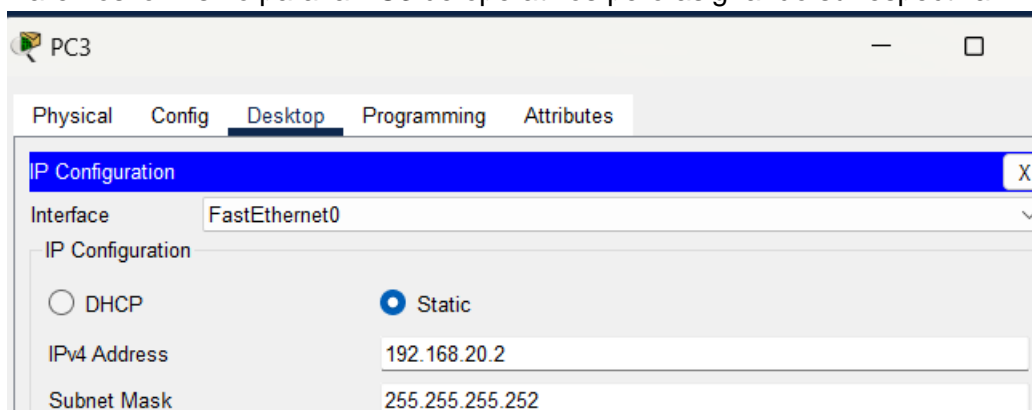 PC3
Physical Config Desktop Programming Attributes
IP Configuration X
Interface FastEthernet0
IP Configuration
DHCP Static
IPv4 Address 192.168.20.2
Subnet Mask 255.255.255.252